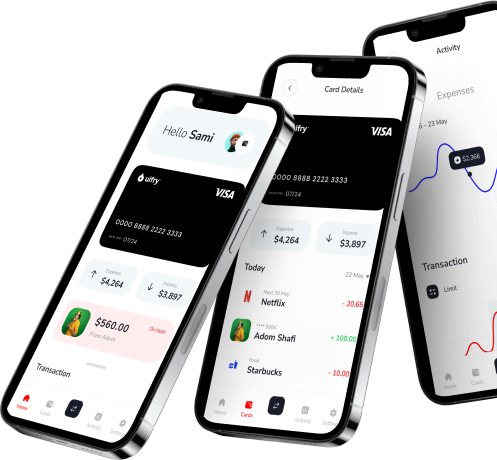 Hello Sami
uifry
VISA
0000 8888 2222 3333
07/24
Expense
$4,264
Income
$3,897
$560.00
From Adom
On Hold
Transaction
Home
Cards
Activity
Settings
Card Details
uifry
VISA
0000 8888 2222 3333
07/24
Expense
$4,264
Income
$3,897
Today
22 May
Next 30 May
Netflix
- 20.65
Adom Shafi
+ 100.00
Food
Starbucks
- 10.00
Home
Cards
Activity
Activity
Expenses
– 23 May
$2,366
Transaction
Limit
Home
Cards